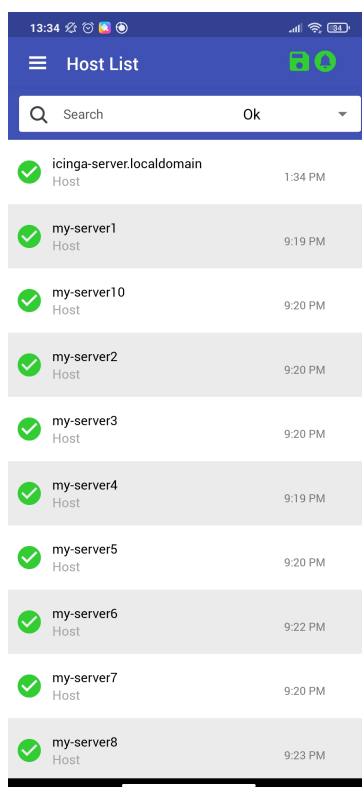 13:34
34
Host List
Search
Ok
icinga-server.localdomain
Host
1:34 PM
my-server1
Host
9:19 PM
my-server10
Host
9:20 PM
my-server2
Host
9:20 PM
my-server3
Host
9:20 PM
my-server4
Host
9:19 PM
my-server5
Host
9:20 PM
my-server6
Host
9:22 PM
my-server7
Host
9:20 PM
my-server8
Host
9:23 PM